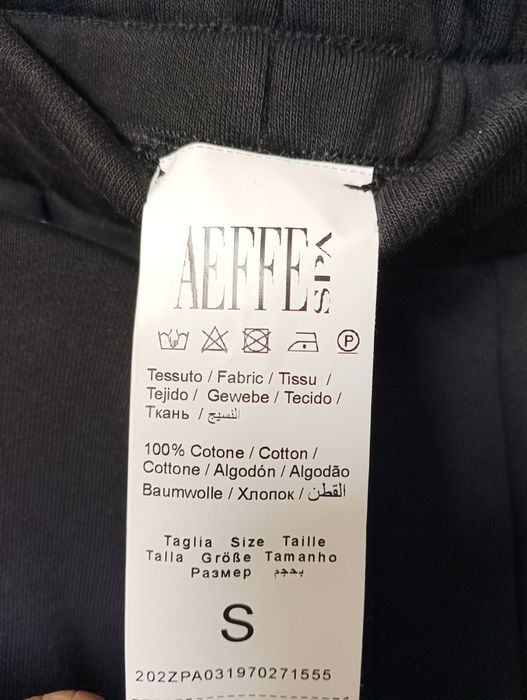 AEFFE SPA
P
Tessuto / Fabric / Tissu /
Tejido / Gewebe / Tecido /
Ткань / النسيج
100% Cotone / Cotton /
Cottone / Algodón / Algodão
Baumwolle / Хлопок / القطن
Taglia Size Taille
Talla Größe Tamanho
Размер بحجم
S
202ZPA031970271555